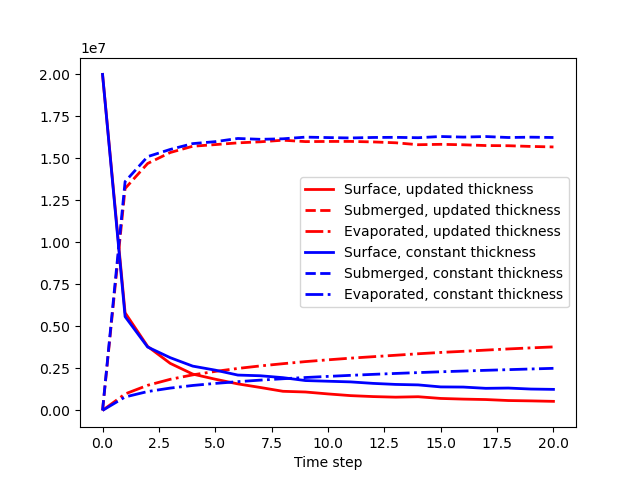 1e7
2.00
1.75
1.50
1.25
1.00
0.75
0.50
0.25
0.00
Surface, updated thickness
Submerged, updated thickness
Evaporated, updated thickness
Surface, constant thickness
Submerged, constant thickness
Evaporated, constant thickness
0.0 2.5 5.0 7.5 10.0 12.5 15.0 17.5 20.0
Time step